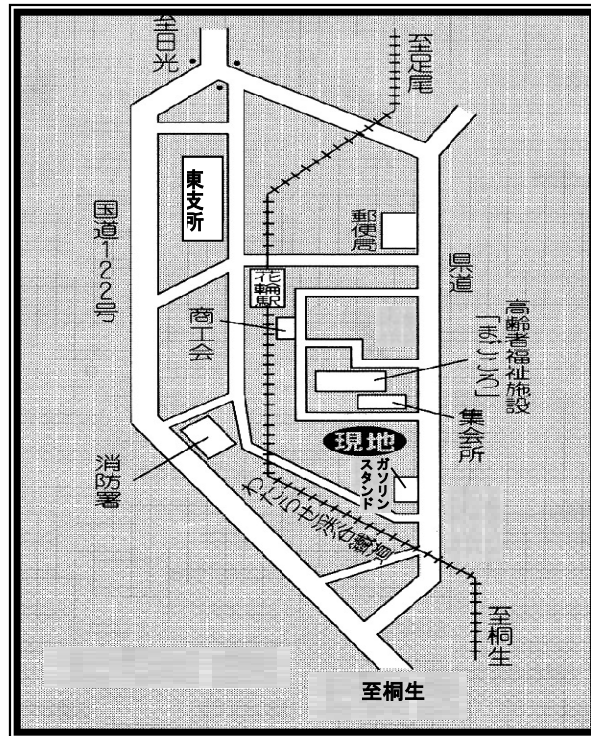 至日光
至足尾
東支所
国道122号
郵便局
県道
花輪駅
商工会
高齢者福祉施設
「まごころ」
集会所
現地
ガソリン
スタンド
消防署
わたらせ渓谷鐵道
至桐生
至桐生